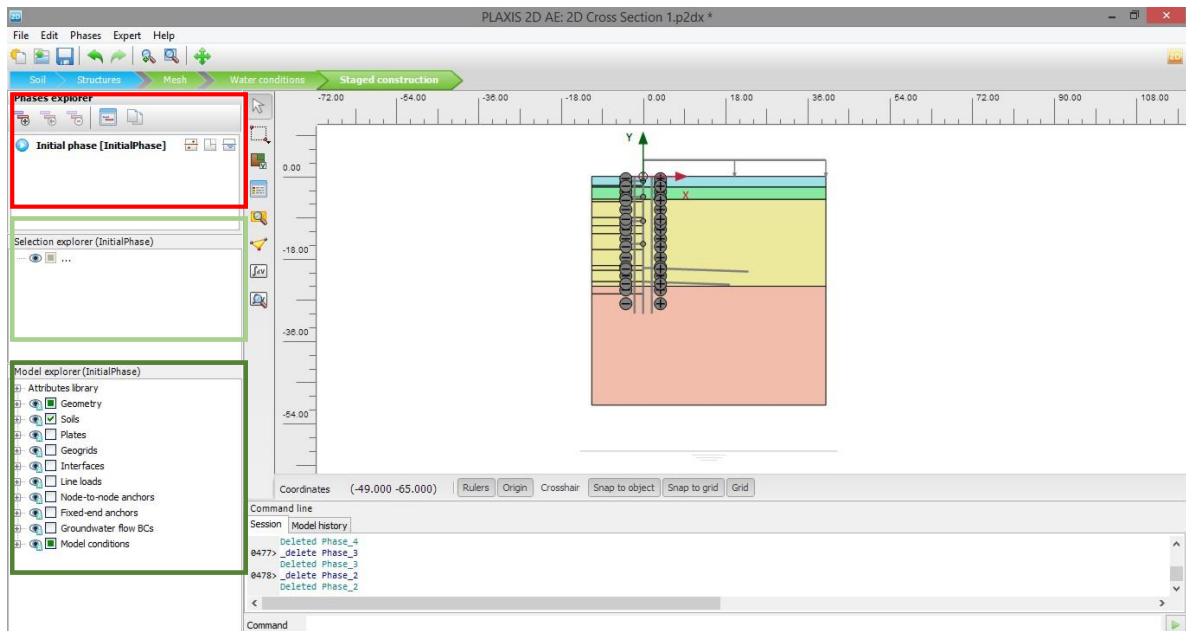 PLAXIS 2D AE: 2D Cross Section 1.p2dx *
File Edit Phases Expert Help
Soil Structures Mesh Water conditions Staged construction
Phases explorer
Initial phase [InitialPhase]
Selection explorer (InitialPhase)
...
Model explorer (InitialPhase)
Attributes library
Geometry
Soils
Plates
Geogrids
Interfaces
Line loads
Node-to-node anchors
Fixed-end anchors
Groundwater flow BCs
Model conditions
-72.00 -54.00 -36.00 -18.00 0.00 18.00 36.00 54.00 72.00 90.00 108.00
0.00
-18.00
-36.00
-54.00
Y
X
Coordinates (-49.000 -65.000) Rulers Origin Crosshair Snap to object Snap to grid Grid
Command line
Session Model history
Deleted Phase_4
0477> _delete Phase_3
Deleted Phase_3
0478> _delete Phase_2
Deleted Phase_2
Command